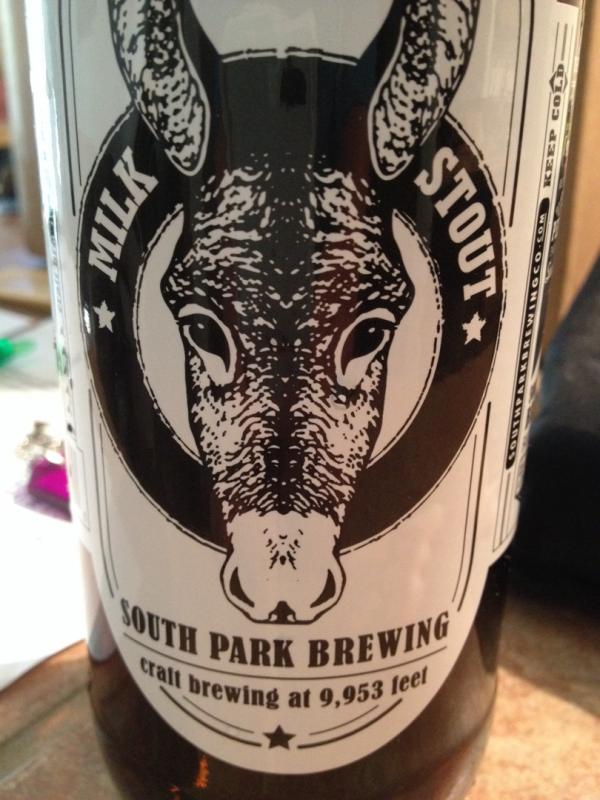 MILK
STOUT
SOUTH PARK BREWING
craft brewing at 9,953 feet
SOUTHPARKBREWINGCO.COM
KEEP COLD